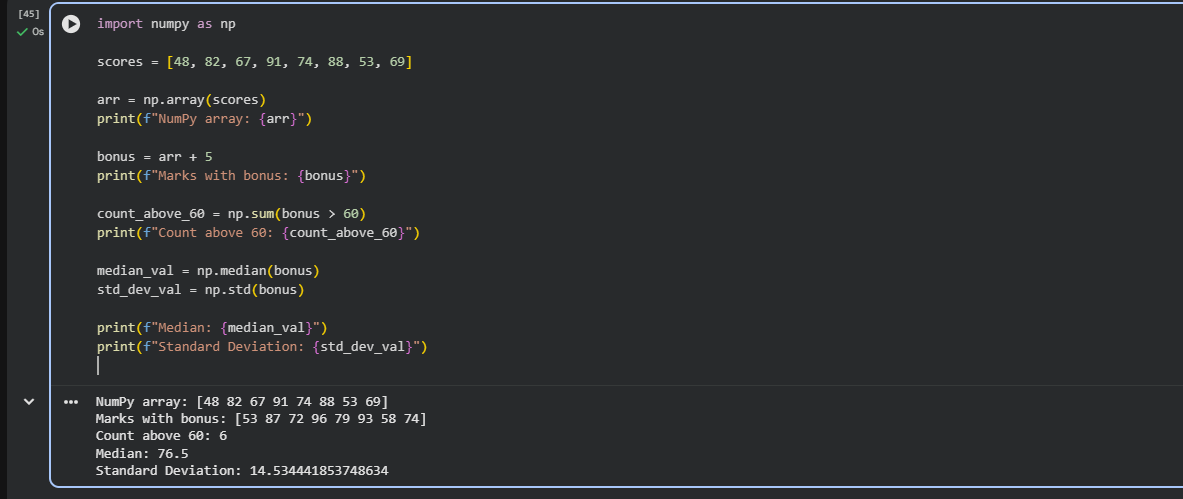 [45]
0s
import numpy as np
scores = [48, 82, 67, 91, 74, 88, 53, 69]
arr = np.array(scores)
print(f"NumPy array: {arr}")
bonus = arr + 5
print(f"Marks with bonus: {bonus}")
count_above_60 = np.sum(bonus > 60)
print(f"Count above 60: {count_above_60}")
median_val = np.median(bonus)
std_dev_val = np.std(bonus)
print(f"Median: {median_val}")
print(f"Standard Deviation: {std_dev_val}")
NumPy array: [48 82 67 91 74 88 53 69]
Marks with bonus: [53 87 72 96 79 93 58 74]
Count above 60: 6
Median: 76.5
Standard Deviation: 14.534441853748634